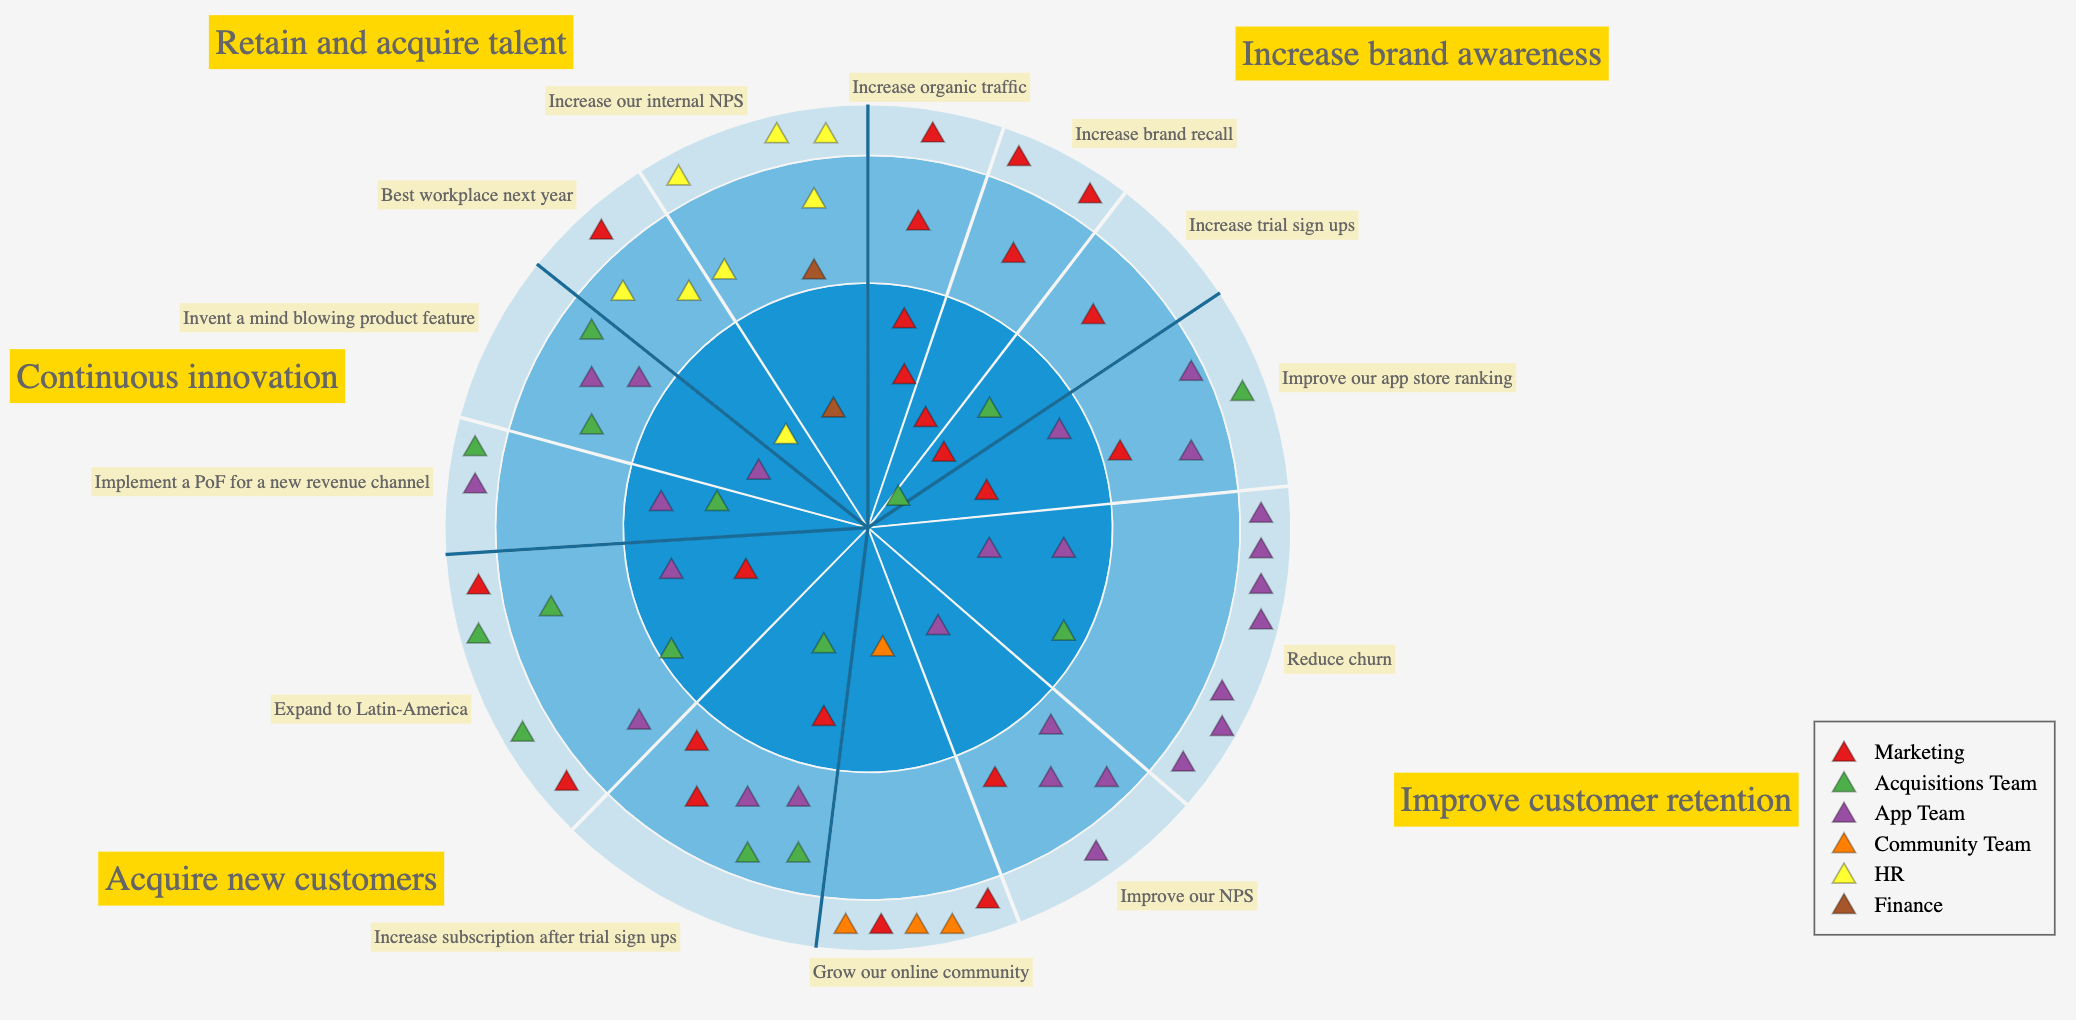 Retain and acquire talent
Increase brand awareness
Increase our internal NPS
Increase organic traffic
Increase brand recall
Best workplace next year
Increase trial sign ups
Invent a mind blowing product feature
Continuous innovation
Improve our app store ranking
Implement a PoF for a new revenue channel
Reduce churn
Expand to Latin-America
Improve customer retention
Acquire new customers
Improve our NPS
Increase subscription after trial sign ups
Grow our online community
Marketing
Acquisitions Team
App Team
Community Team
HR
Finance